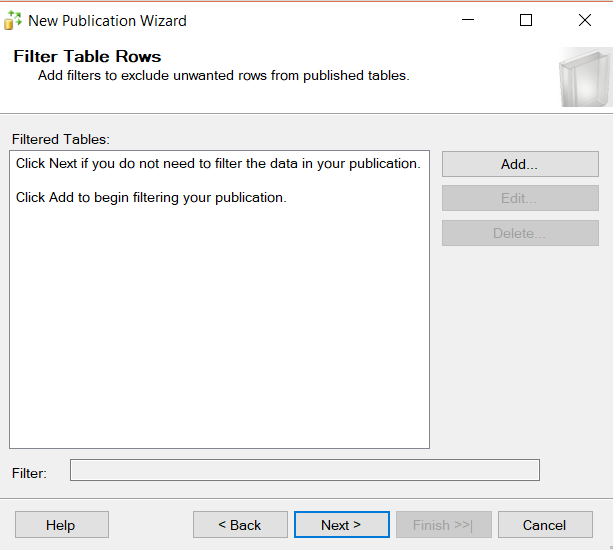 New Publication Wizard
Filter Table Rows
Add filters to exclude unwanted rows from published tables.
Filtered Tables:
Click Next if you do not need to filter the data in your publication.
Click Add to begin filtering your publication.
Add...
Edit...
Delete...
Filter:
Help
< Back
Next >
Finish >>|
Cancel